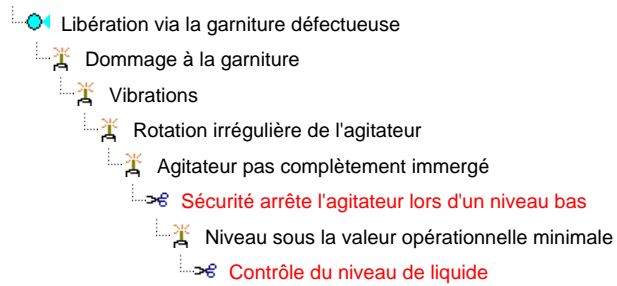 Libération via la garniture défectueuse
Dommage à la garniture
Vibrations
Rotation irrégulière de l'agitateur
Agitateur pas complètement immergé
Sécurité arrête l'agitateur lors d'un niveau bas
Niveau sous la valeur opérationnelle minimale
Contrôle du niveau de liquide